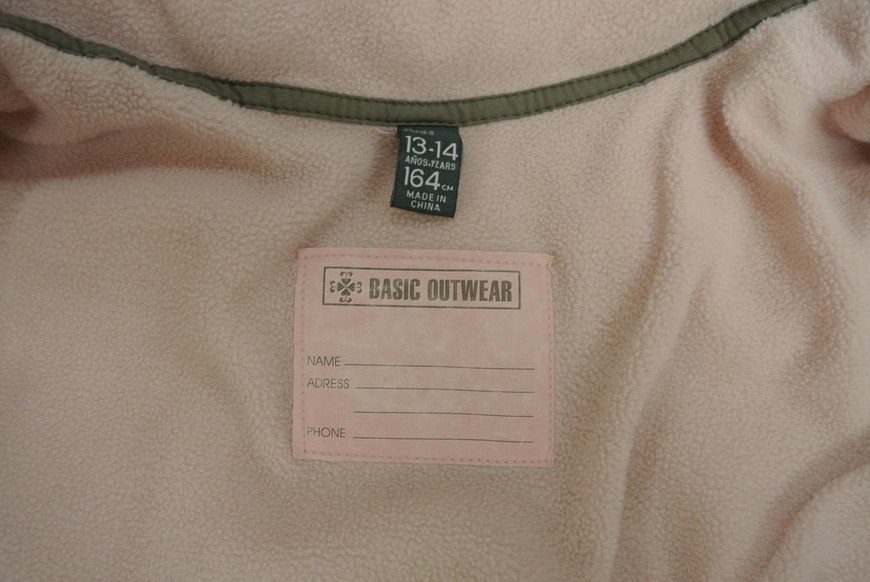 13-14
AÑOS-YEARS
164 CM
MADE IN
CHINA
BASIC OUTWEAR
NAME
ADRESS
PHONE